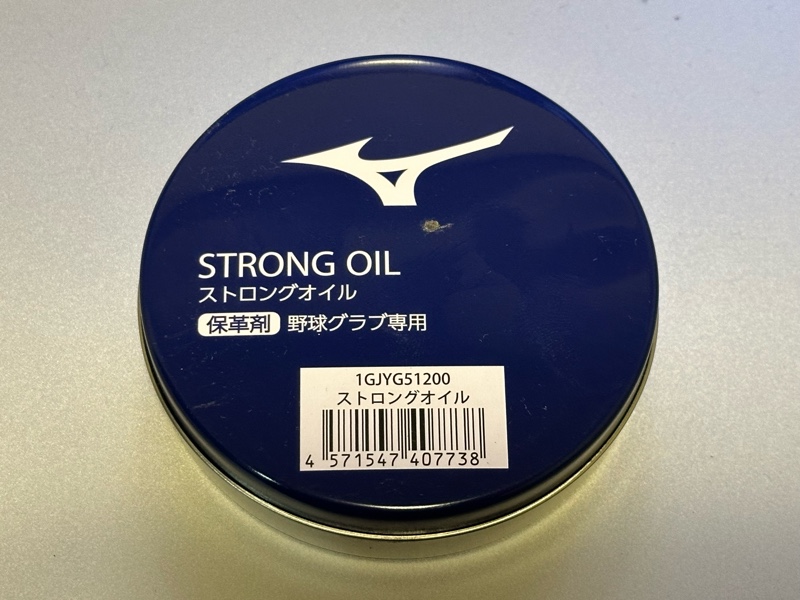 STRONG OIL
ストロングオイル
保革剤 野球グラブ専用
1GJYG51200
ストロングオイル
4 571547 407738